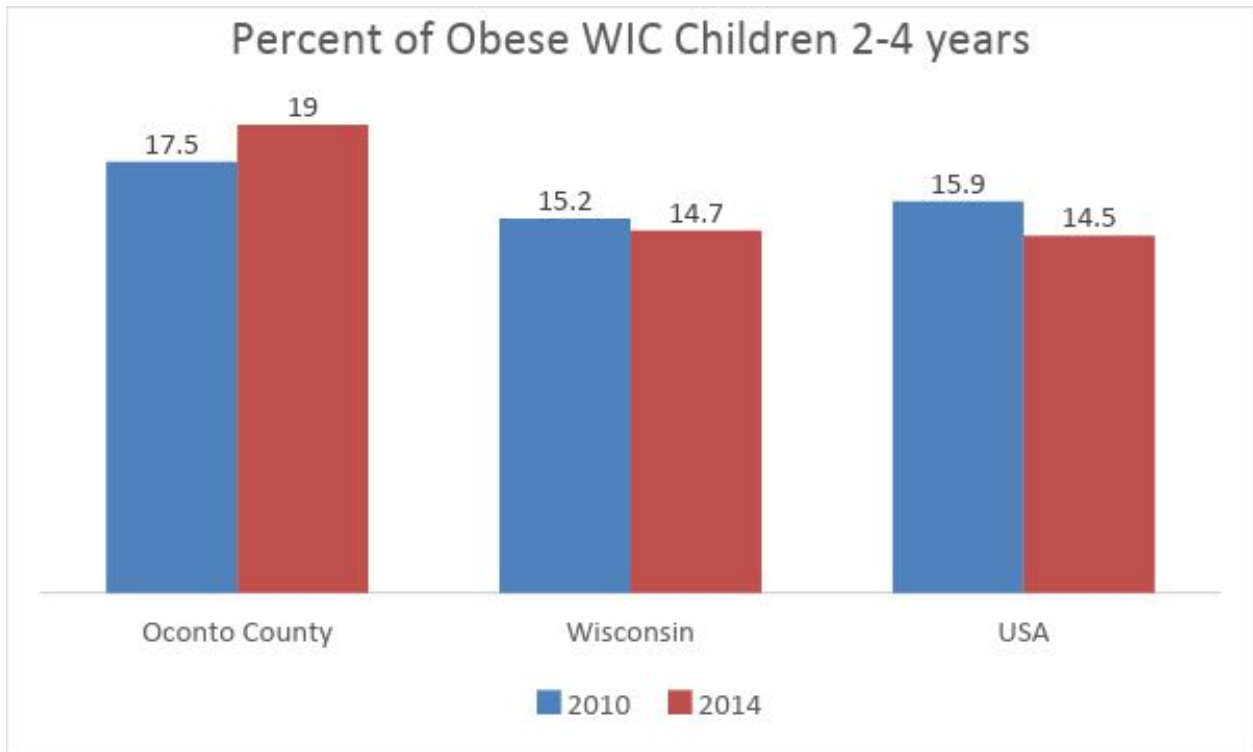 Percent of Obese WIC Children 2-4 years
17.5
19
15.2
14.7
15.9
14.5
Oconto County
Wisconsin
USA
2010
2014